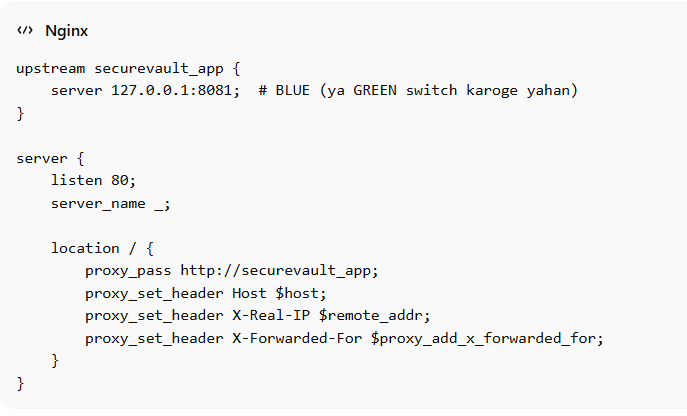 </> Nginx
upstream securevault_app {
    server 127.0.0.1:8081;  # BLUE (ya GREEN switch karoge yahan)
}

server {
    listen 80;
    server_name _;

    location / {
        proxy_pass http://securevault_app;
        proxy_set_header Host $host;
        proxy_set_header X-Real-IP $remote_addr;
        proxy_set_header X-Forwarded-For $proxy_add_x_forwarded_for;
    }
}